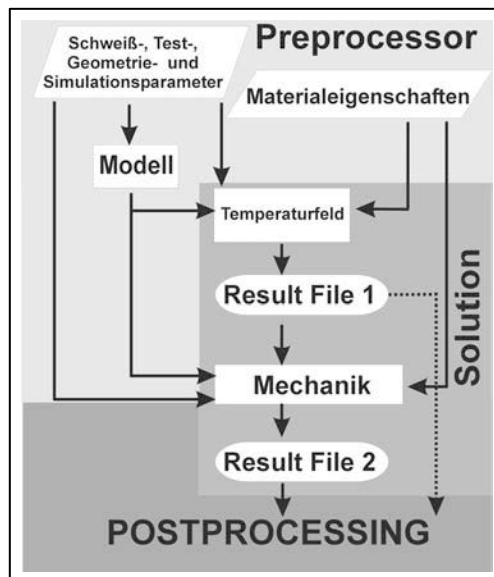 Schweiß-, Test-,
Geometrie- und
Simulationsparameter
Preprocessor
Materialeigenschaften
Modell
Temperaturfeld
Result File 1
Solution
Mechanik
Result File 2
POSTPROCESSING